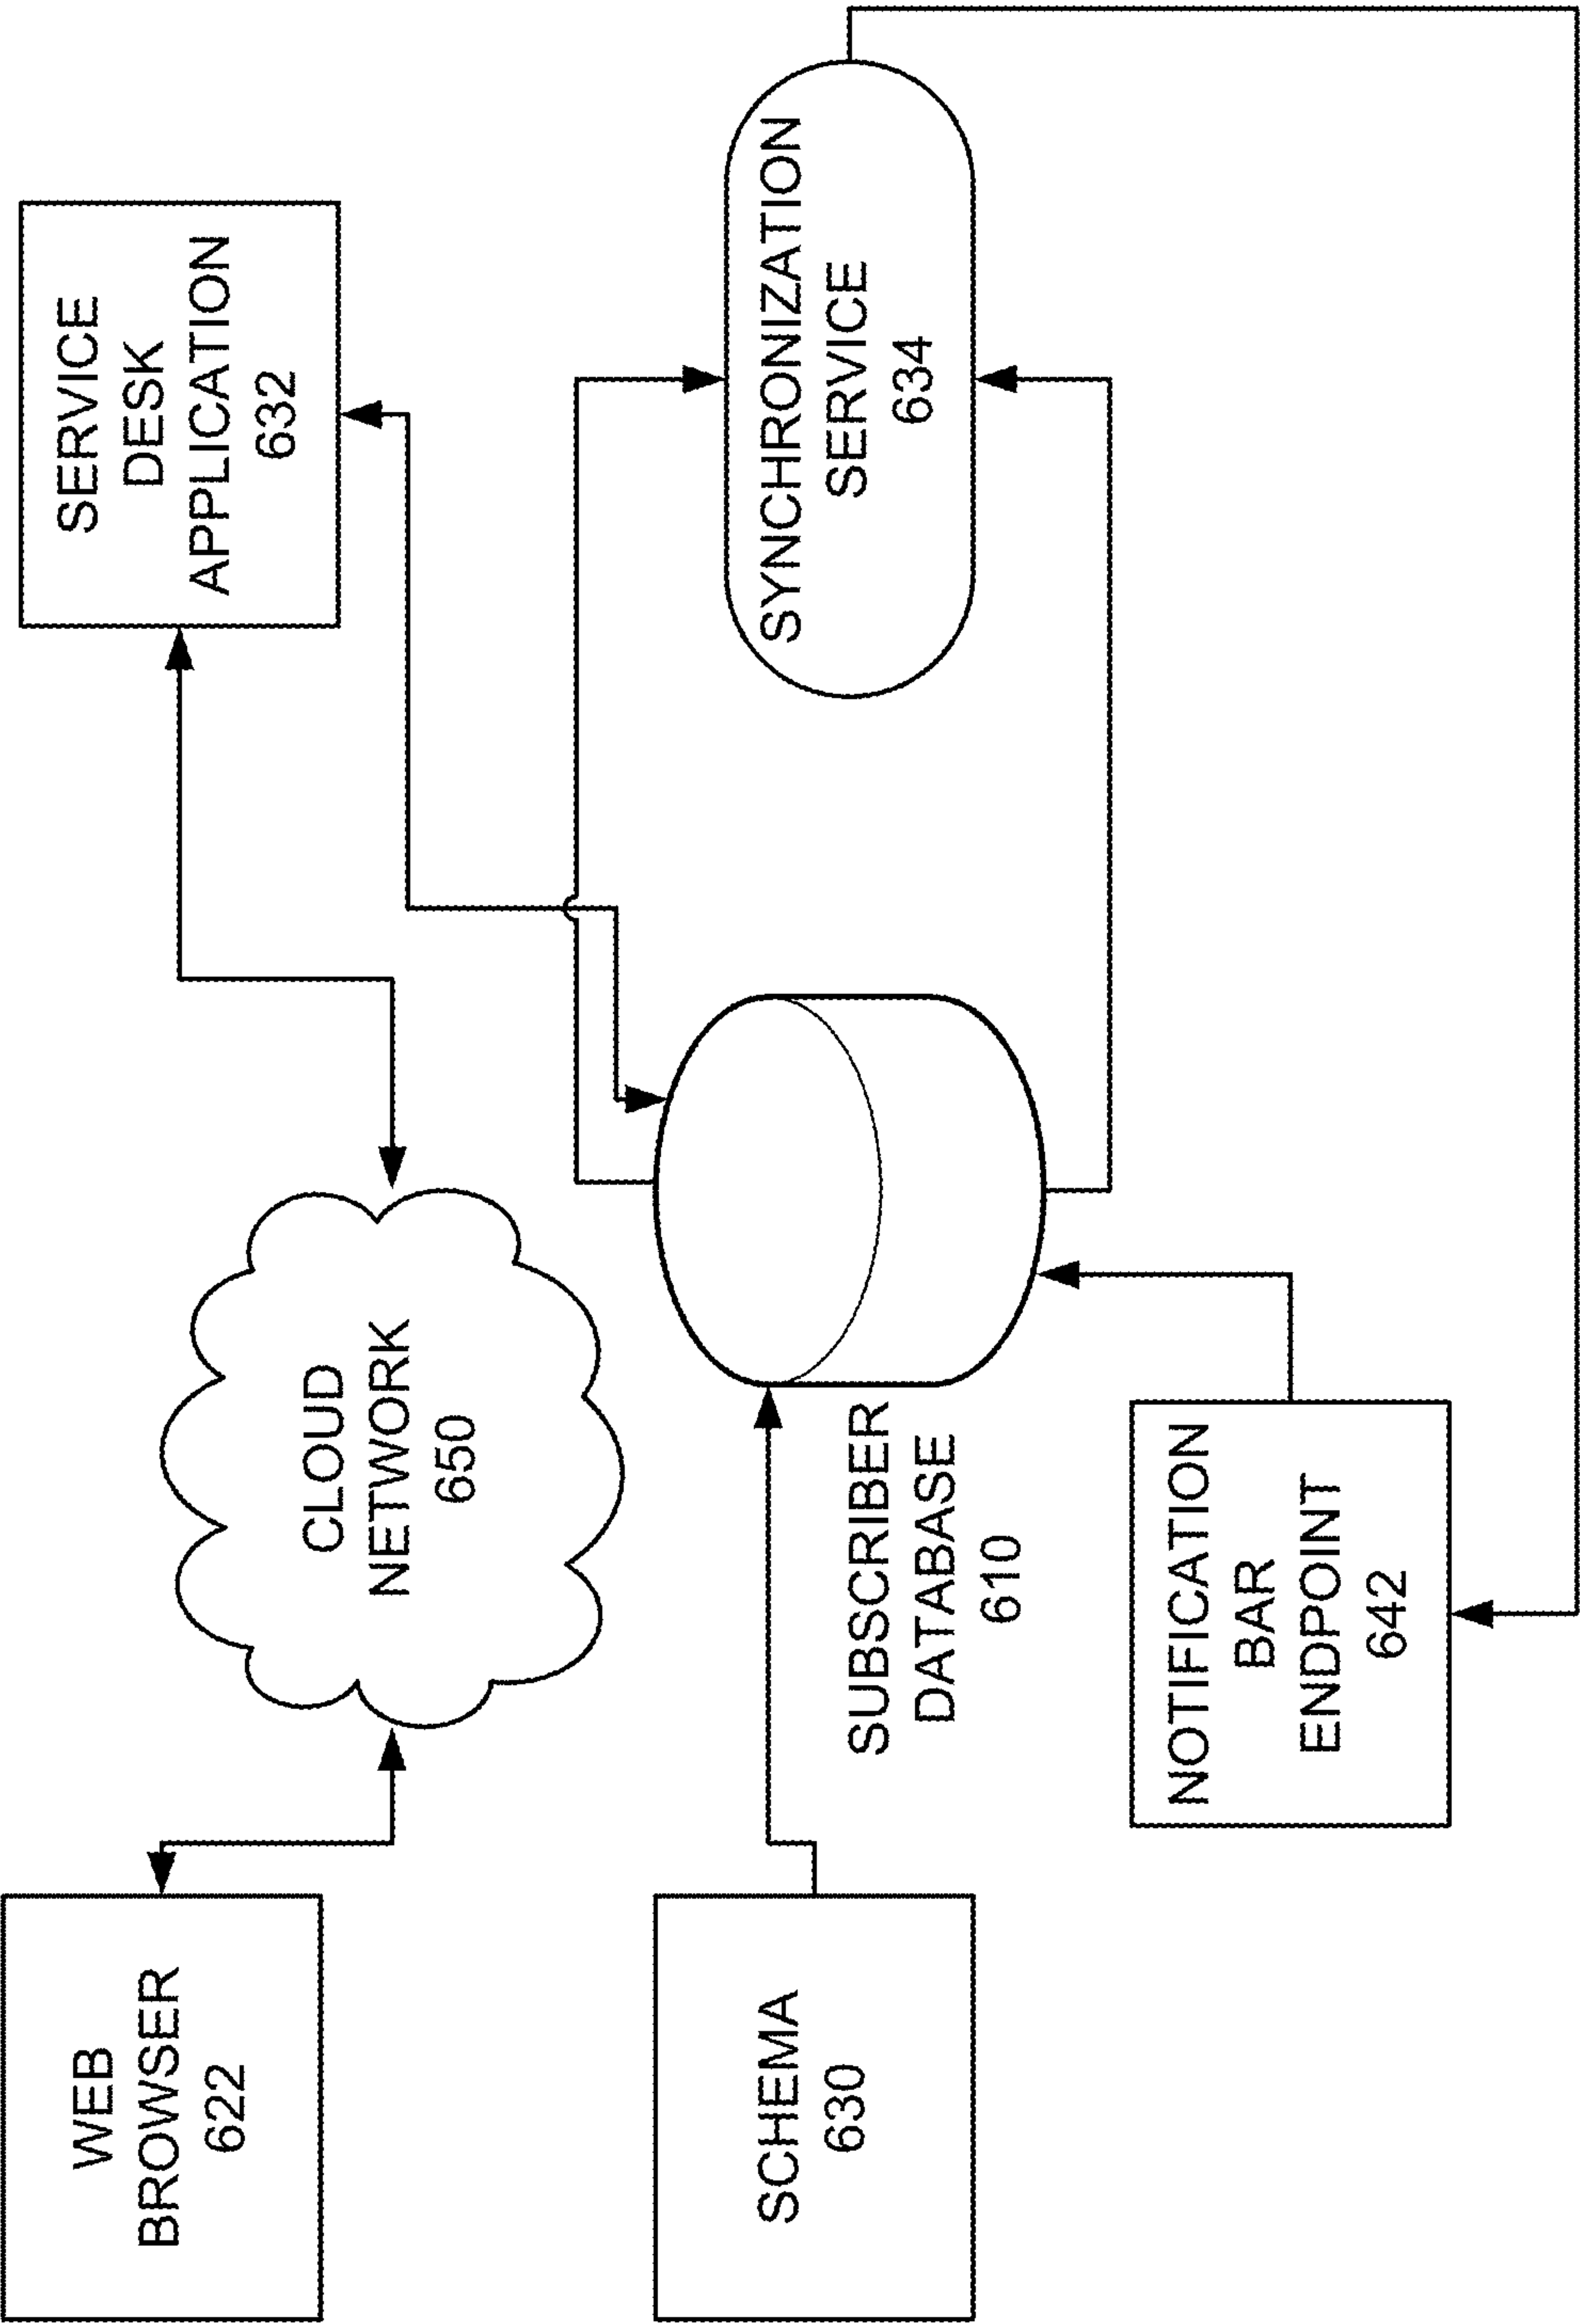 WEB
BROWSER
622
CLOUD
NETWORK
650
SERVICE
DESK
APPLICATION
632
SCHEMA
630
SUBSCRIBER
DATABASE
610
SYNCHRONIZATION
SERVICE
634
NOTIFICATION
BAR
ENDPOINT
642